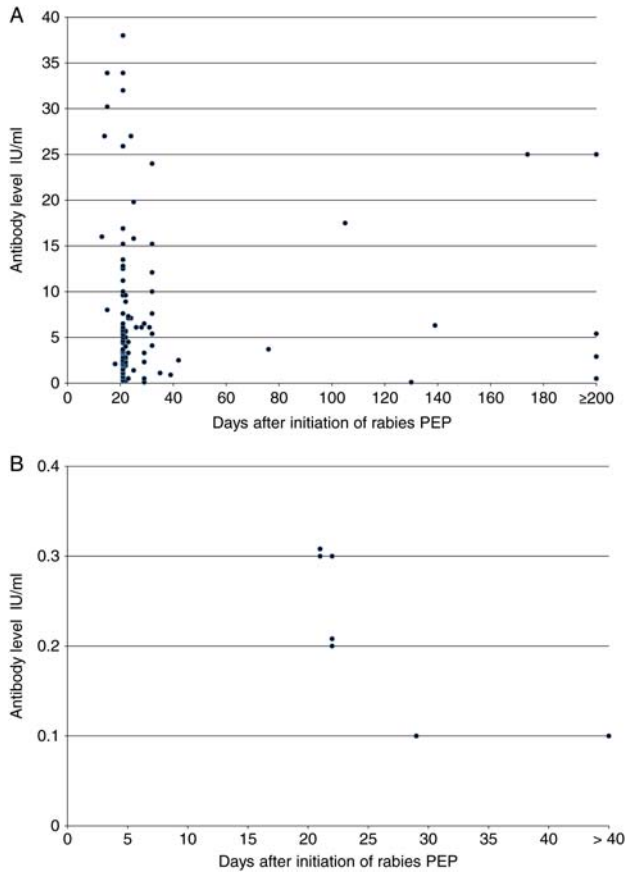 A
40
35
30
25
20
15
10
5
0
Antibody level IU/ml
0 20 40 60 80 100 120 140 160 180 ≥200
Days after initiation of rabies PEP
B
0.4
0.3
0.2
0.1
0
Antibody level IU/ml
0 5 10 15 20 25 30 35 40 > 40
Days after initiation of rabies PEP